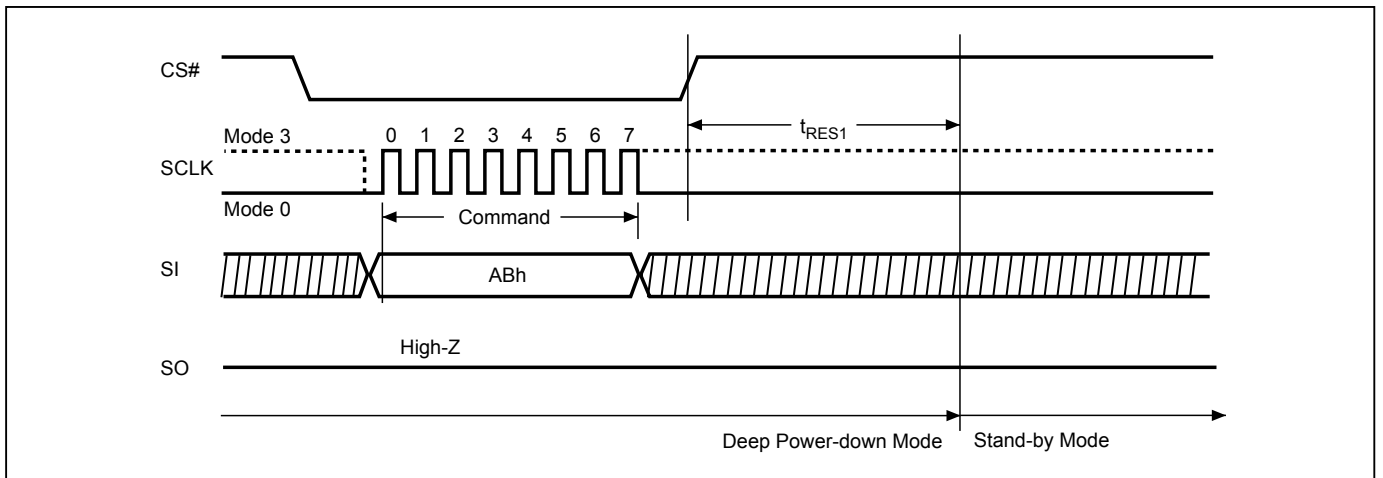 CS#
tRES1
Mode 3
0 1 2 3 4 5 6 7
SCLK
Mode 0
Command
SI
ABh
High-Z
SO
Deep Power-down Mode
Stand-by Mode